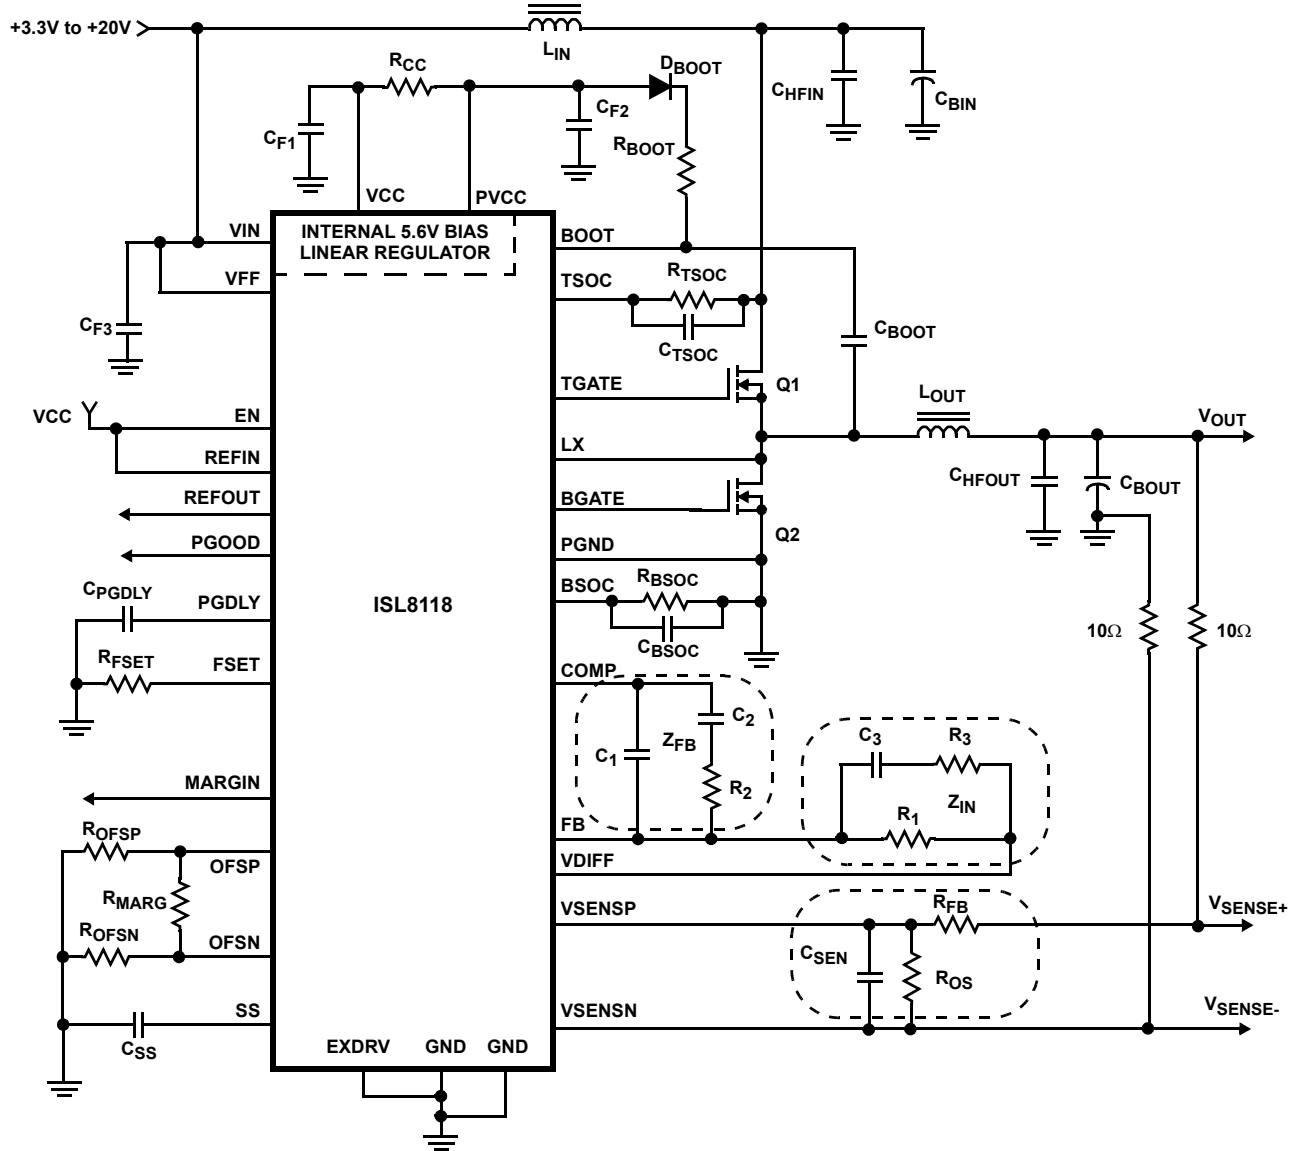 +3.3V to +20V
LIN
RCC
DBOOT
CHFIN
CBIN
CF1
CF2
RBOOT
VCC
PVCC
INTERNAL 5.6V BIAS
LINEAR REGULATOR
VIN
VFF
CF3
BOOT
TSOC
RTSOC
CTSOC
CBOOT
TGATE
Q1
VCC
EN
REFIN
LX
LOUT
VOUT
REFOUT
BGATE
Q2
CHFOUT
CBOUT
PGOOD
PGND
CPGDLY
PGDLY
ISL8118
BSOC
RBSOC
CBSOC
10Ω
10Ω
RFSET
FSET
COMP
C1
ZFB
C2
R2
C3
R3
ZIN
R1
MARGIN
FB
VDIFF
ROFSP
OFSP
RMARG
ROFSN
OFSN
VSENSP
RFB
VSENSE+
CSEN
ROS
SS
CSS
VSENSN
VSENSE-
EXDRV
GND
GND